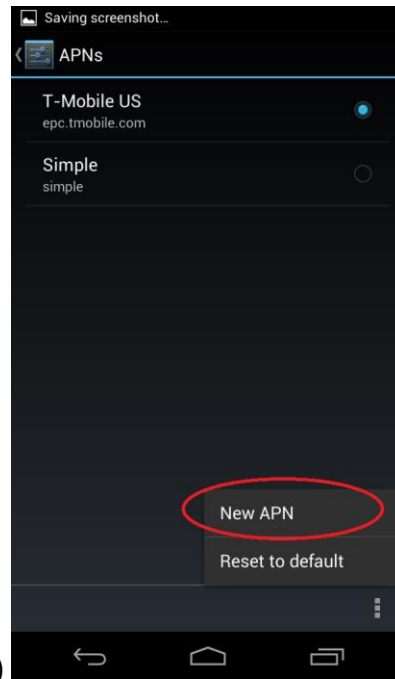 Saving screenshot...
APNs
T-Mobile US
epc.tmobile.com
Simple
simple
New APN
Reset to default
)